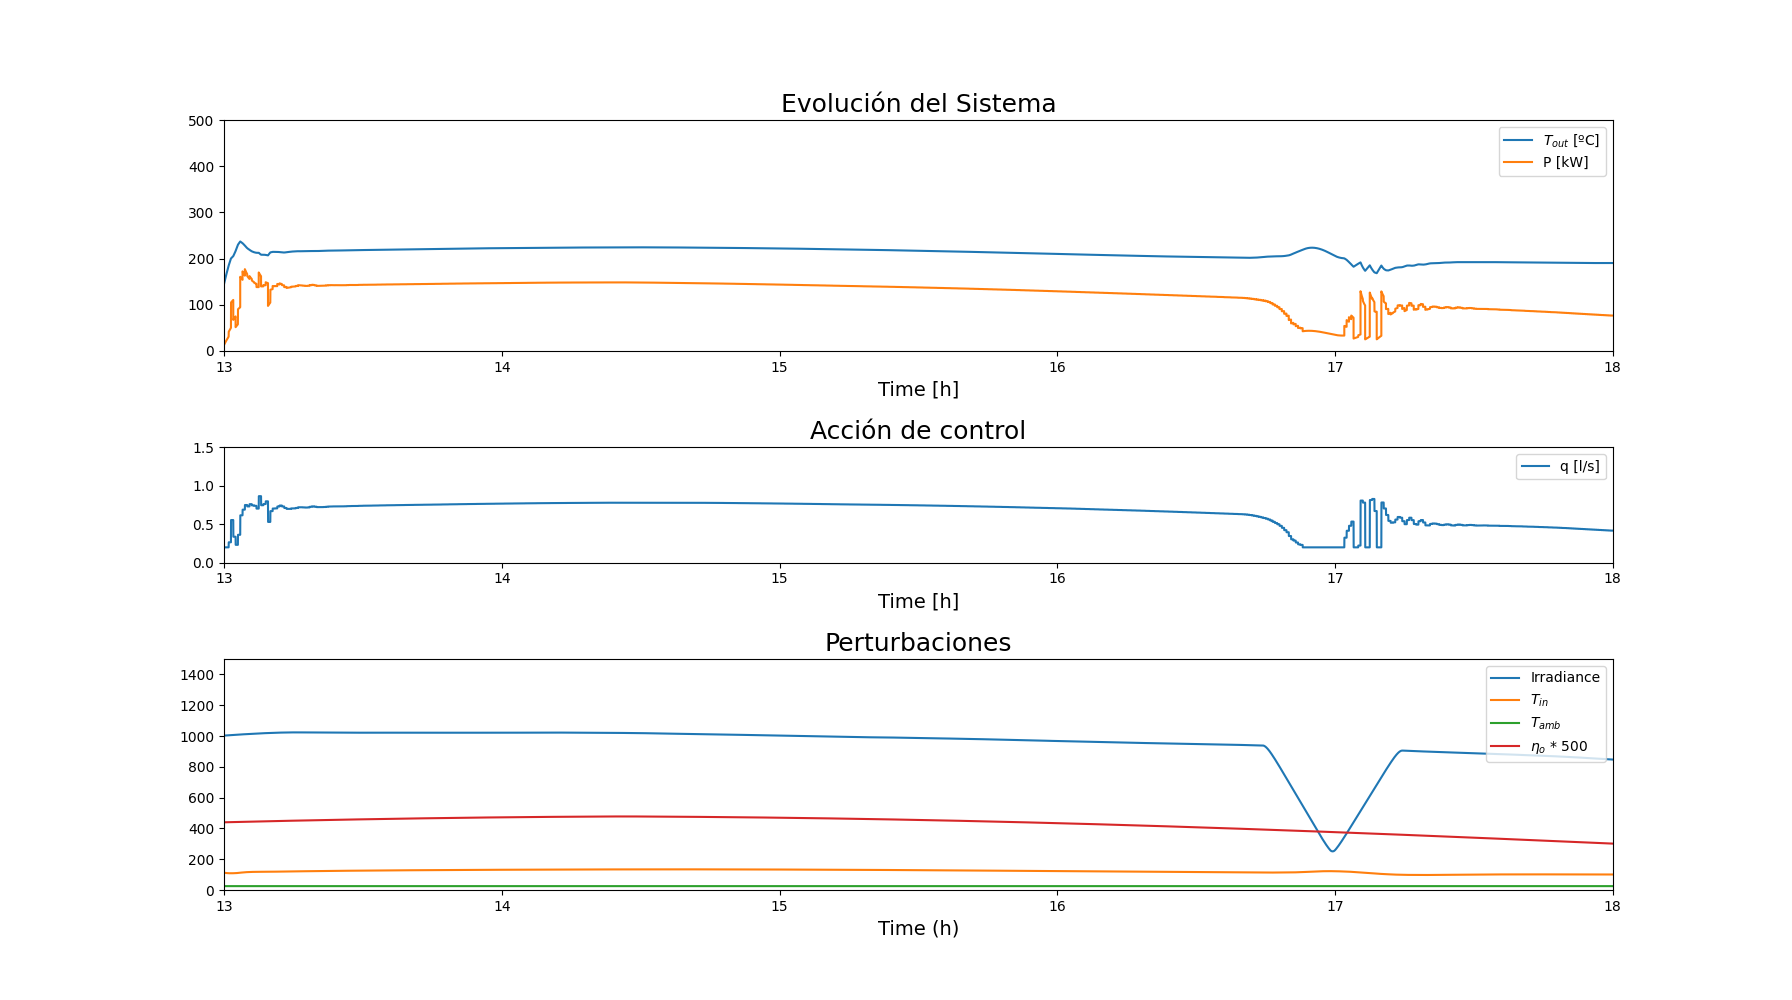 Evolución del Sistema
500
400
300
200
100
0
T_out [ºC]
P [kW]
13 14 15 16 17 18
Time [h]
Acción de control
1.5
1.0
0.5
0.0
q [l/s]
13 14 15 16 17 18
Time [h]
Perturbaciones
1400
1200
1000
800
600
400
200
0
Irradiance
T_in
T_amb
η_o * 500
13 14 15 16 17 18
Time (h)